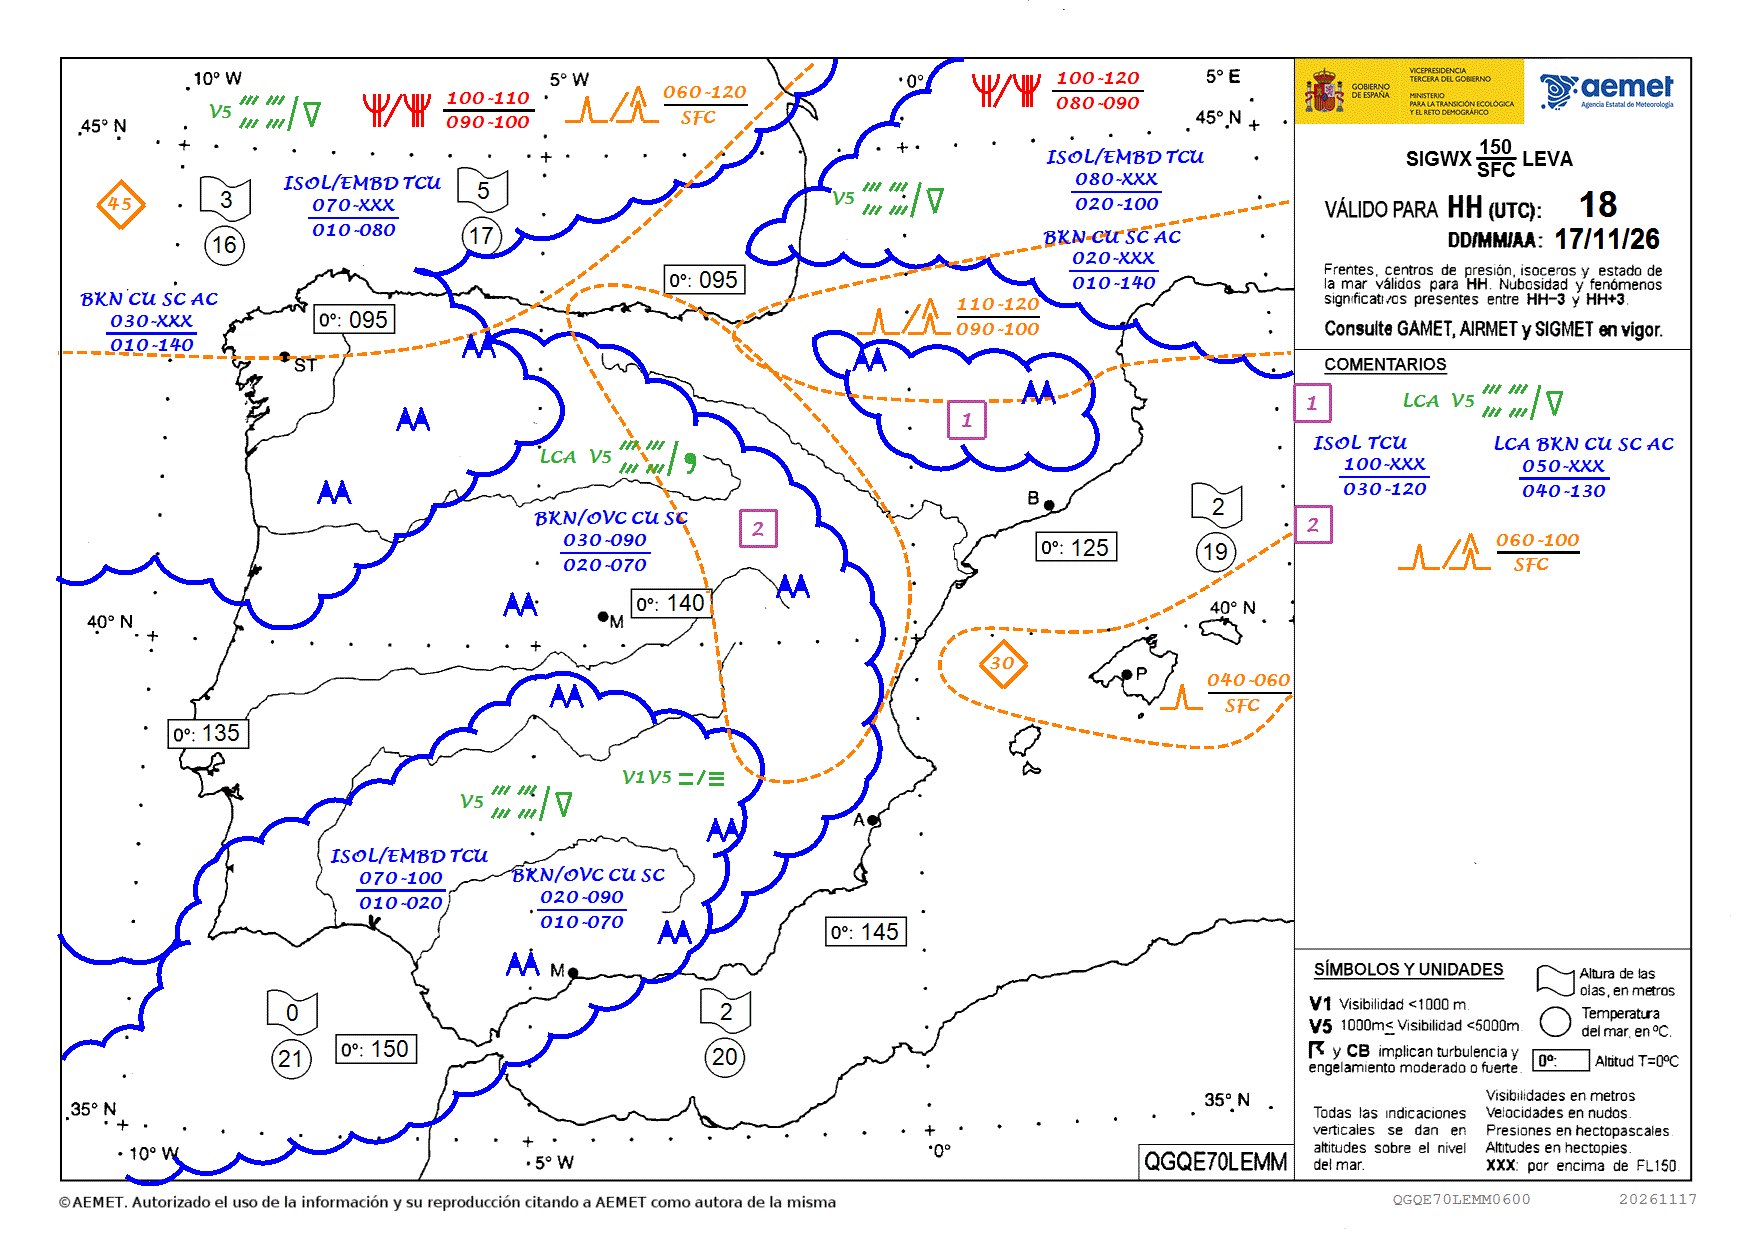 10° W
5° W
0°
5° E
45° N
45° N
V5
100-110
090-100
060-120
SFC
100-120
080-090
45
3
16
ISOL/EMBD TCU
070-XXX
010-080
5
17
V5
ISOL/EMBD TCU
080-XXX
020-100
BKN CU SC AC
020-XXX
010-140
BKN CU SC AC
030-XXX
010-140
0º: 095
0º: 095
110-120
090-100
ST
1
LCA V5
BKN/OVC CU SC
030-090
020-070
2
B
2
19
0º: 125
40° N
0º: 140
M
40° N
30
P
040-060
SFC
0º: 135
V1 V5
V5
A
ISOL/EMBD TCU
070-100
010-020
BKN/OVC CU SC
020-090
010-070
0º: 145
M
0
21
0º: 150
2
20
35° N
35° N
10° W
5° W
0°
QGQE70LEMM
GOBIERNO
DE ESPAÑA
VICEPRESIDENCIA
TERCERA DEL GOBIERNO
MINISTERIO
PARA LA TRANSICIÓN ECOLÓGICA
Y EL RETO DEMOGRÁFICO
aemet
Agencia Estatal de Meteorología
SIGWX 150 SFC LEVA
VÁLIDO PARA HH (UTC): 18
DD/MM/AA: 17/11/26
Frentes, centros de presión, isoceros y estado de
la mar válidos para HH. Nubosidad y fenómenos
significativos presentes entre HH-3 y HH+3.
Consulte GAMET, AIRMET y SIGMET en vigor.
COMENTARIOS
1
LCA V5
ISOL TCU
100-XXX
030-120
LCA BKN CU SC AC
050-XXX
040-130
2
060-100
SFC
SÍMBOLOS Y UNIDADES
V1 Visibilidad <1000 m.
V5 1000m≤ Visibilidad <5000m.
y CB implican turbulencia y
engelamiento moderado o fuerte.
Altura de las
olas, en metros
Temperatura
del mar, en ºC.
0º: Altitud T=0ºC
Todas las indicaciones
verticales se dan en
altitudes sobre el nivel
del mar.
Visibilidades en metros
Velocidades en nudos.
Presiones en hectopascales.
Altitudes en hectopies.
XXX: por encima de FL150.
©AEMET. Autorizado el uso de la información y su reproducción citando a AEMET como autora de la misma
QGQE70LEMM0600 20261117